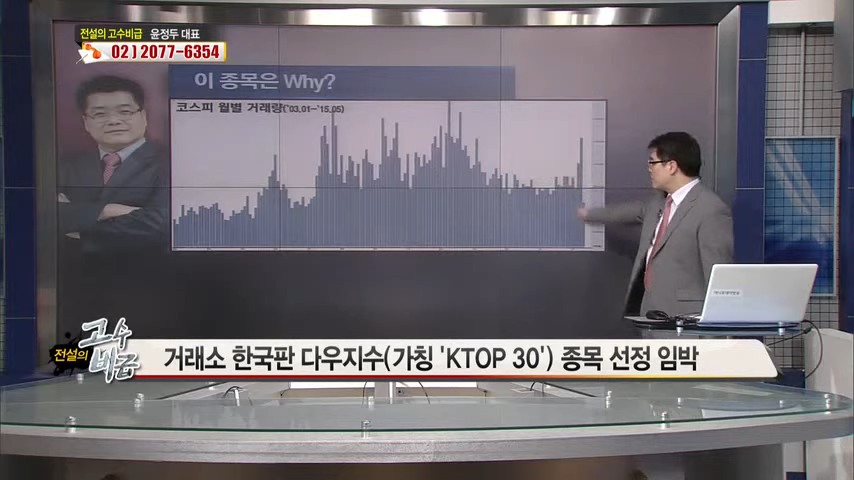 전설의 고수비급 윤정두 대표
02 ) 2077-6354
이 종목은 Why?
코스피 월별 거래량('03.01~'15.05)
전설의 고수비급
거래소 한국판 다우지수(가칭 'KTOP 30') 종목 선정 임박